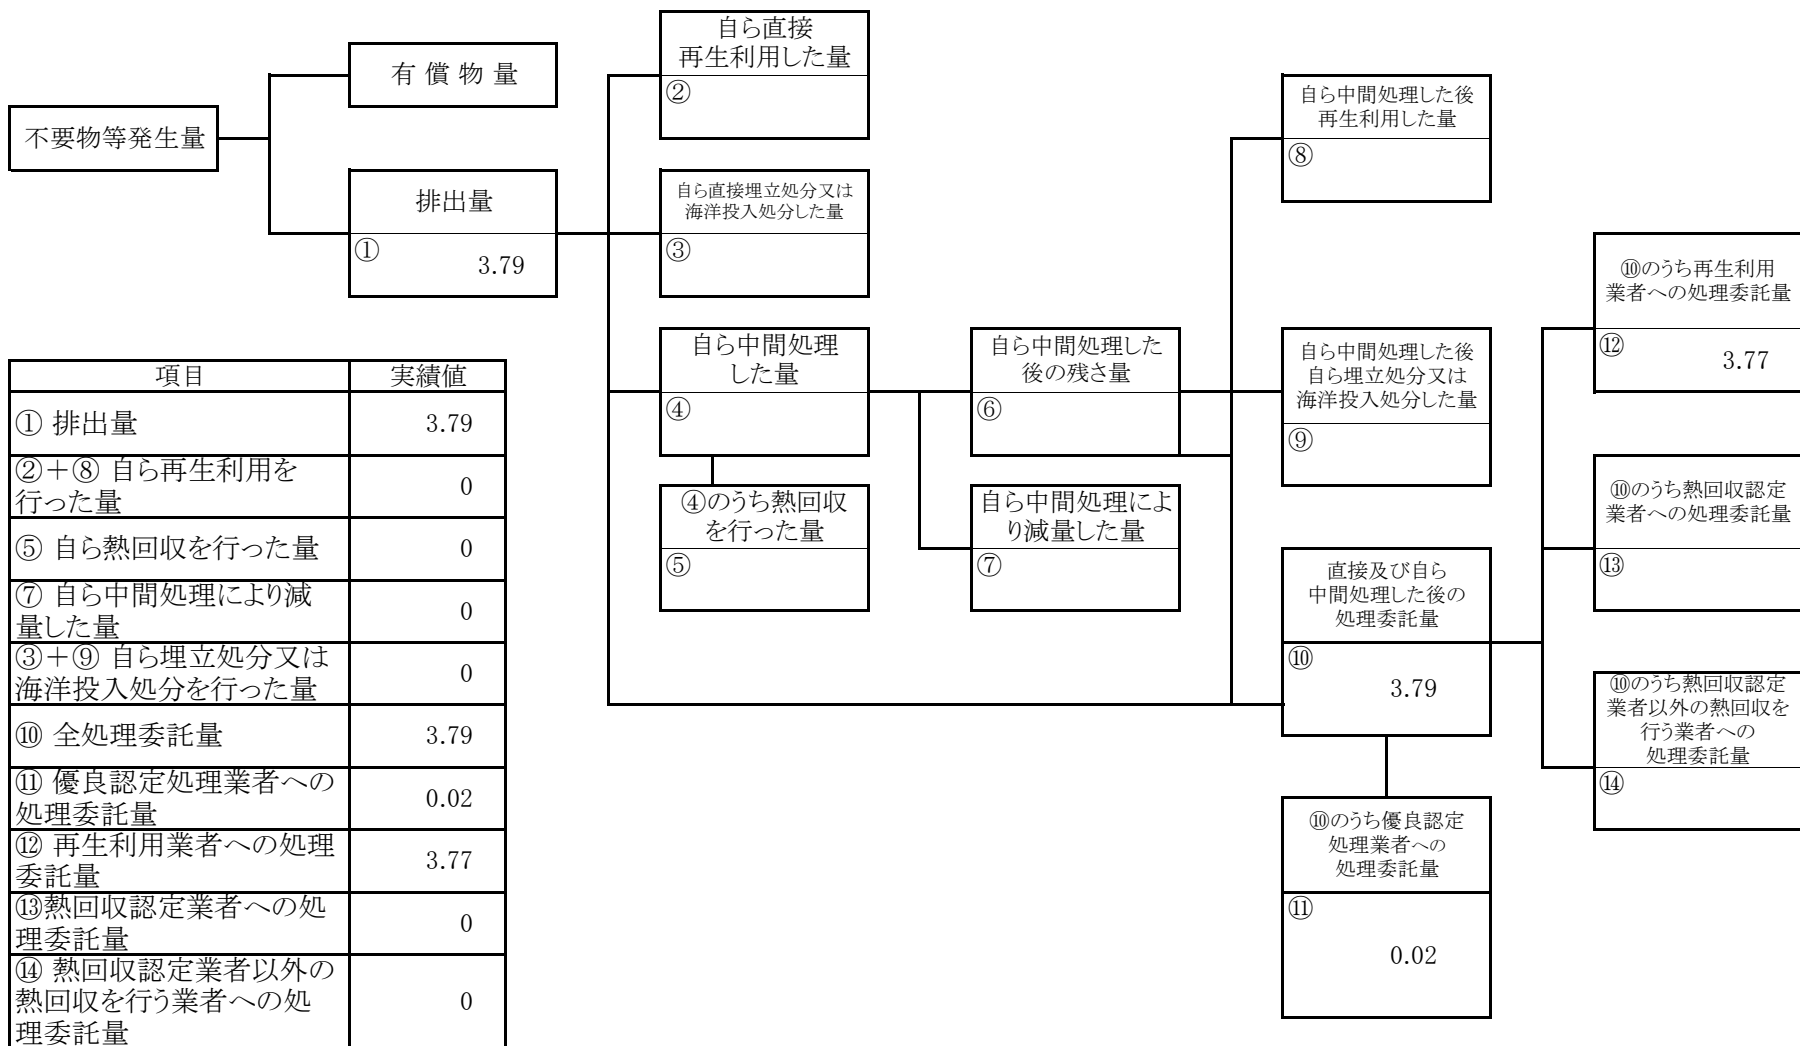 不要物等発生量
有償物量
排出量
①
3.79
自ら直接
再生利用した量
②
自ら直接埋立処分又は
海洋投入処分した量
③
自ら中間処理
した量
④
④のうち熱回収
を行った量
⑤
自ら中間処理した
後の残さ量
⑥
自ら中間処理によ
り減量した量
⑦
自ら中間処理した後
再生利用した量
⑧
自ら中間処理した後
自ら埋立処分又は
海洋投入処分した量
⑨
直接及び自ら
中間処理した後の
処理委託量
⑩
3.79
⑩のうち優良認定
処理業者への
処理委託量
⑪
0.02
⑩のうち再生利用
業者への処理委託量
⑫
3.77
⑩のうち熱回収認定
業者への処理委託量
⑬
⑩のうち熱回収認定
業者以外の熱回収を
行う業者への
処理委託量
⑭
項目 実績値
① 排出量 3.79
②＋⑧ 自ら再生利用を
行った量 0
⑤ 自ら熱回収を行った量 0
⑦ 自ら中間処理により減
量した量 0
③＋⑨ 自ら埋立処分又は
海洋投入処分を行った量 0
⑩ 全処理委託量 3.79
⑪ 優良認定処理業者への
処理委託量 0.02
⑫ 再生利用業者への処理
委託量 3.77
⑬熱回収認定業者への処
理委託量 0
⑭ 熱回収認定業者以外の
熱回収を行う業者への処
理委託量 0